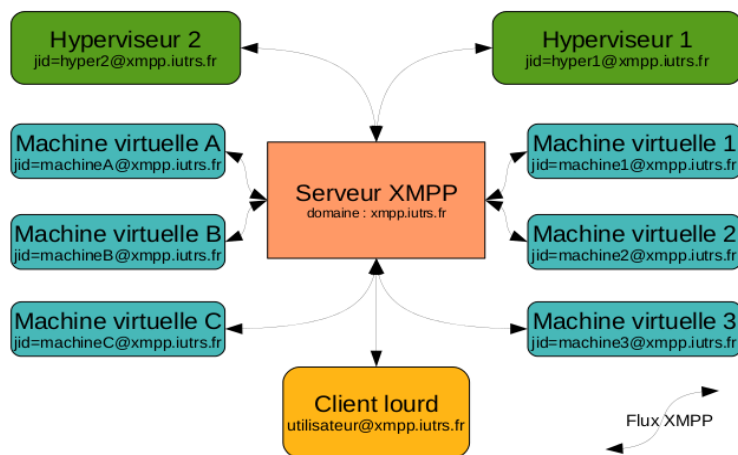 Hyperviseur 2
jid=hyper2@xmpp.iutrs.fr
Hyperviseur 1
jid=hyper1@xmpp.iutrs.fr
Machine virtuelle A
jid=machineA@xmpp.iutrs.fr
Machine virtuelle 1
jid=machine1@xmpp.iutrs.fr
Serveur XMPP
domaine : xmpp.iutrs.fr
Machine virtuelle B
jid=machineB@xmpp.iutrs.fr
Machine virtuelle 2
jid=machine2@xmpp.iutrs.fr
Machine virtuelle C
jid=machineC@xmpp.iutrs.fr
Machine virtuelle 3
jid=machine3@xmpp.iutrs.fr
Client lourd
utilisateur@xmpp.iutrs.fr
Flux XMPP